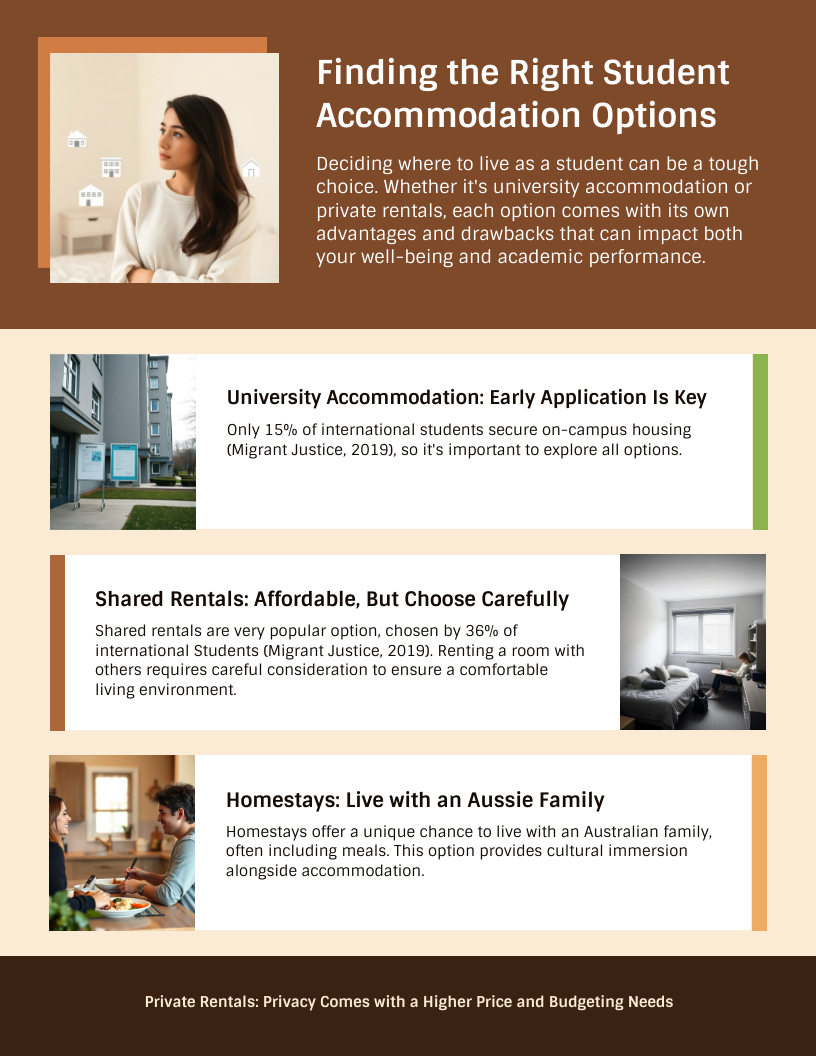 Finding the Right Student
Accommodation Options
Deciding where to live as a student can be a tough
choice. Whether it's university accommodation or
private rentals, each option comes with its own
advantages and drawbacks that can impact both
your well-being and academic performance.
University Accommodation: Early Application Is Key
Only 15% of international students secure on-campus housing
(Migrant Justice, 2019), so it's important to explore all options.
Shared Rentals: Affordable, But Choose Carefully
Shared rentals are very popular option, chosen by 36% of
international Students (Migrant Justice, 2019). Renting a room with
others requires careful consideration to ensure a comfortable
living environment.
Homestays: Live with an Aussie Family
Homestays offer a unique chance to live with an Australian family,
often including meals. This option provides cultural immersion
alongside accommodation.
Private Rentals: Privacy Comes with a Higher Price and Budgeting Needs